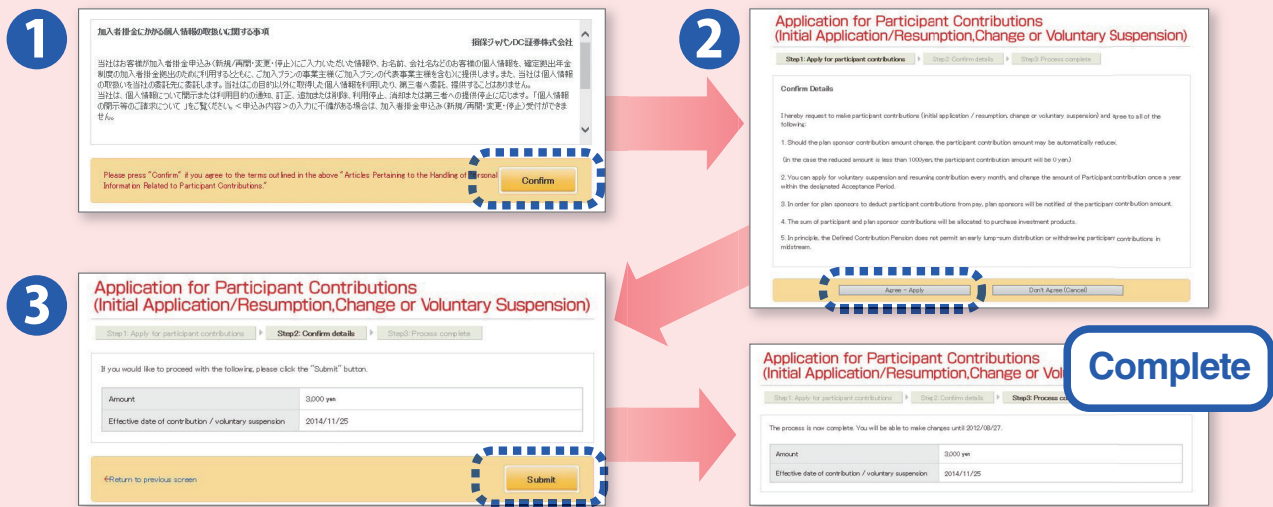 1
加入者掛金にかかる個人情報の取扱いに関する事項
損保ジャパンDC証券株式会社
当社はお客様が加入者掛金申込み(新規/再開・変更・停止)にご入力いただいた情報や、お名前、会社名などのお客様の個人情報を、確定拠出年金
制度の加入者掛金拠出のために利用するとともに、ご加入プランの事業主様(ご加入プランの代表事業主様を含む)に提供します。また、当社は個人情報
の取扱いを当社の委託先に委託します。当社はこの目的以外に取得した個人情報を利用したり、第三者へ委託、提供することはありません。
当社は、個人情報について開示または利用目的の通知、訂正、追加または削除、利用停止、消却または第三者への提供停止に応じます。「個人情報
の開示等のご請求について 」をご覧ください。<申込み内容>の入力に不備がある場合は、加入者掛金申込み(新規・再開・変更・停止)受付ができま
せん。
Please press "Confirm" if you agree to the terms outlined in the above "Articles Pertaining to the Handling of Personal
Information Related to Participant Contributions."
Confirm
2
Application for Participant Contributions
(Initial Application/Resumption,Change or Voluntary Suspension)
Step1: Apply for participant contributions
Step2: Confirm details
Step3: Process complete
Confirm Details
I hereby request to make participant contributions (initial application / resumption, change or voluntary suspension) and agree to all of the
following:
1. Should the plan sponsor contribution amount change, the participant contribution amount may be automatically reduced.
(In the case the reduced amount is less than 1000yen, the participant contribution amount will be 0 yen.)
2. You can apply for voluntary suspension and resuming contribution every month, and change the amount of Participant contribution once a year
within the designated Acceptance Period.
3. In order for plan sponsors to deduct participant contributions from pay, plan sponsors will be notified of the participant contribution amount.
4. The sum of participant and plan sponsor contributions will be allocated to purchase investment products.
5. In principle, the Defined Contribution Pension does not permit an early lump-sum distribution or withdrawing participant contributions in
midstream.
Agree - Apply
Don't Agree (Cancel)
3
Application for Participant Contributions
(Initial Application/Resumption,Change or Voluntary Suspension)
Step1: Apply for participant contributions
Step2: Confirm details
Step3: Process complete
If you would like to proceed with the following, please click the "Submit" button.
Amount 3,000 yen
Effective date of contribution / voluntary suspension 2014/11/25
←Return to previous screen
Submit
Complete
Application for Participant Contributions
(Initial Application/Resumption,Change or Vol
Step1: Apply for participant contributions
Step2: Confirm details
Step3: Process co
The process is now complete. You will be able to make changes until 2012/08/27.
Amount 3,000 yen
Effective date of contribution / voluntary suspension 2014/11/25